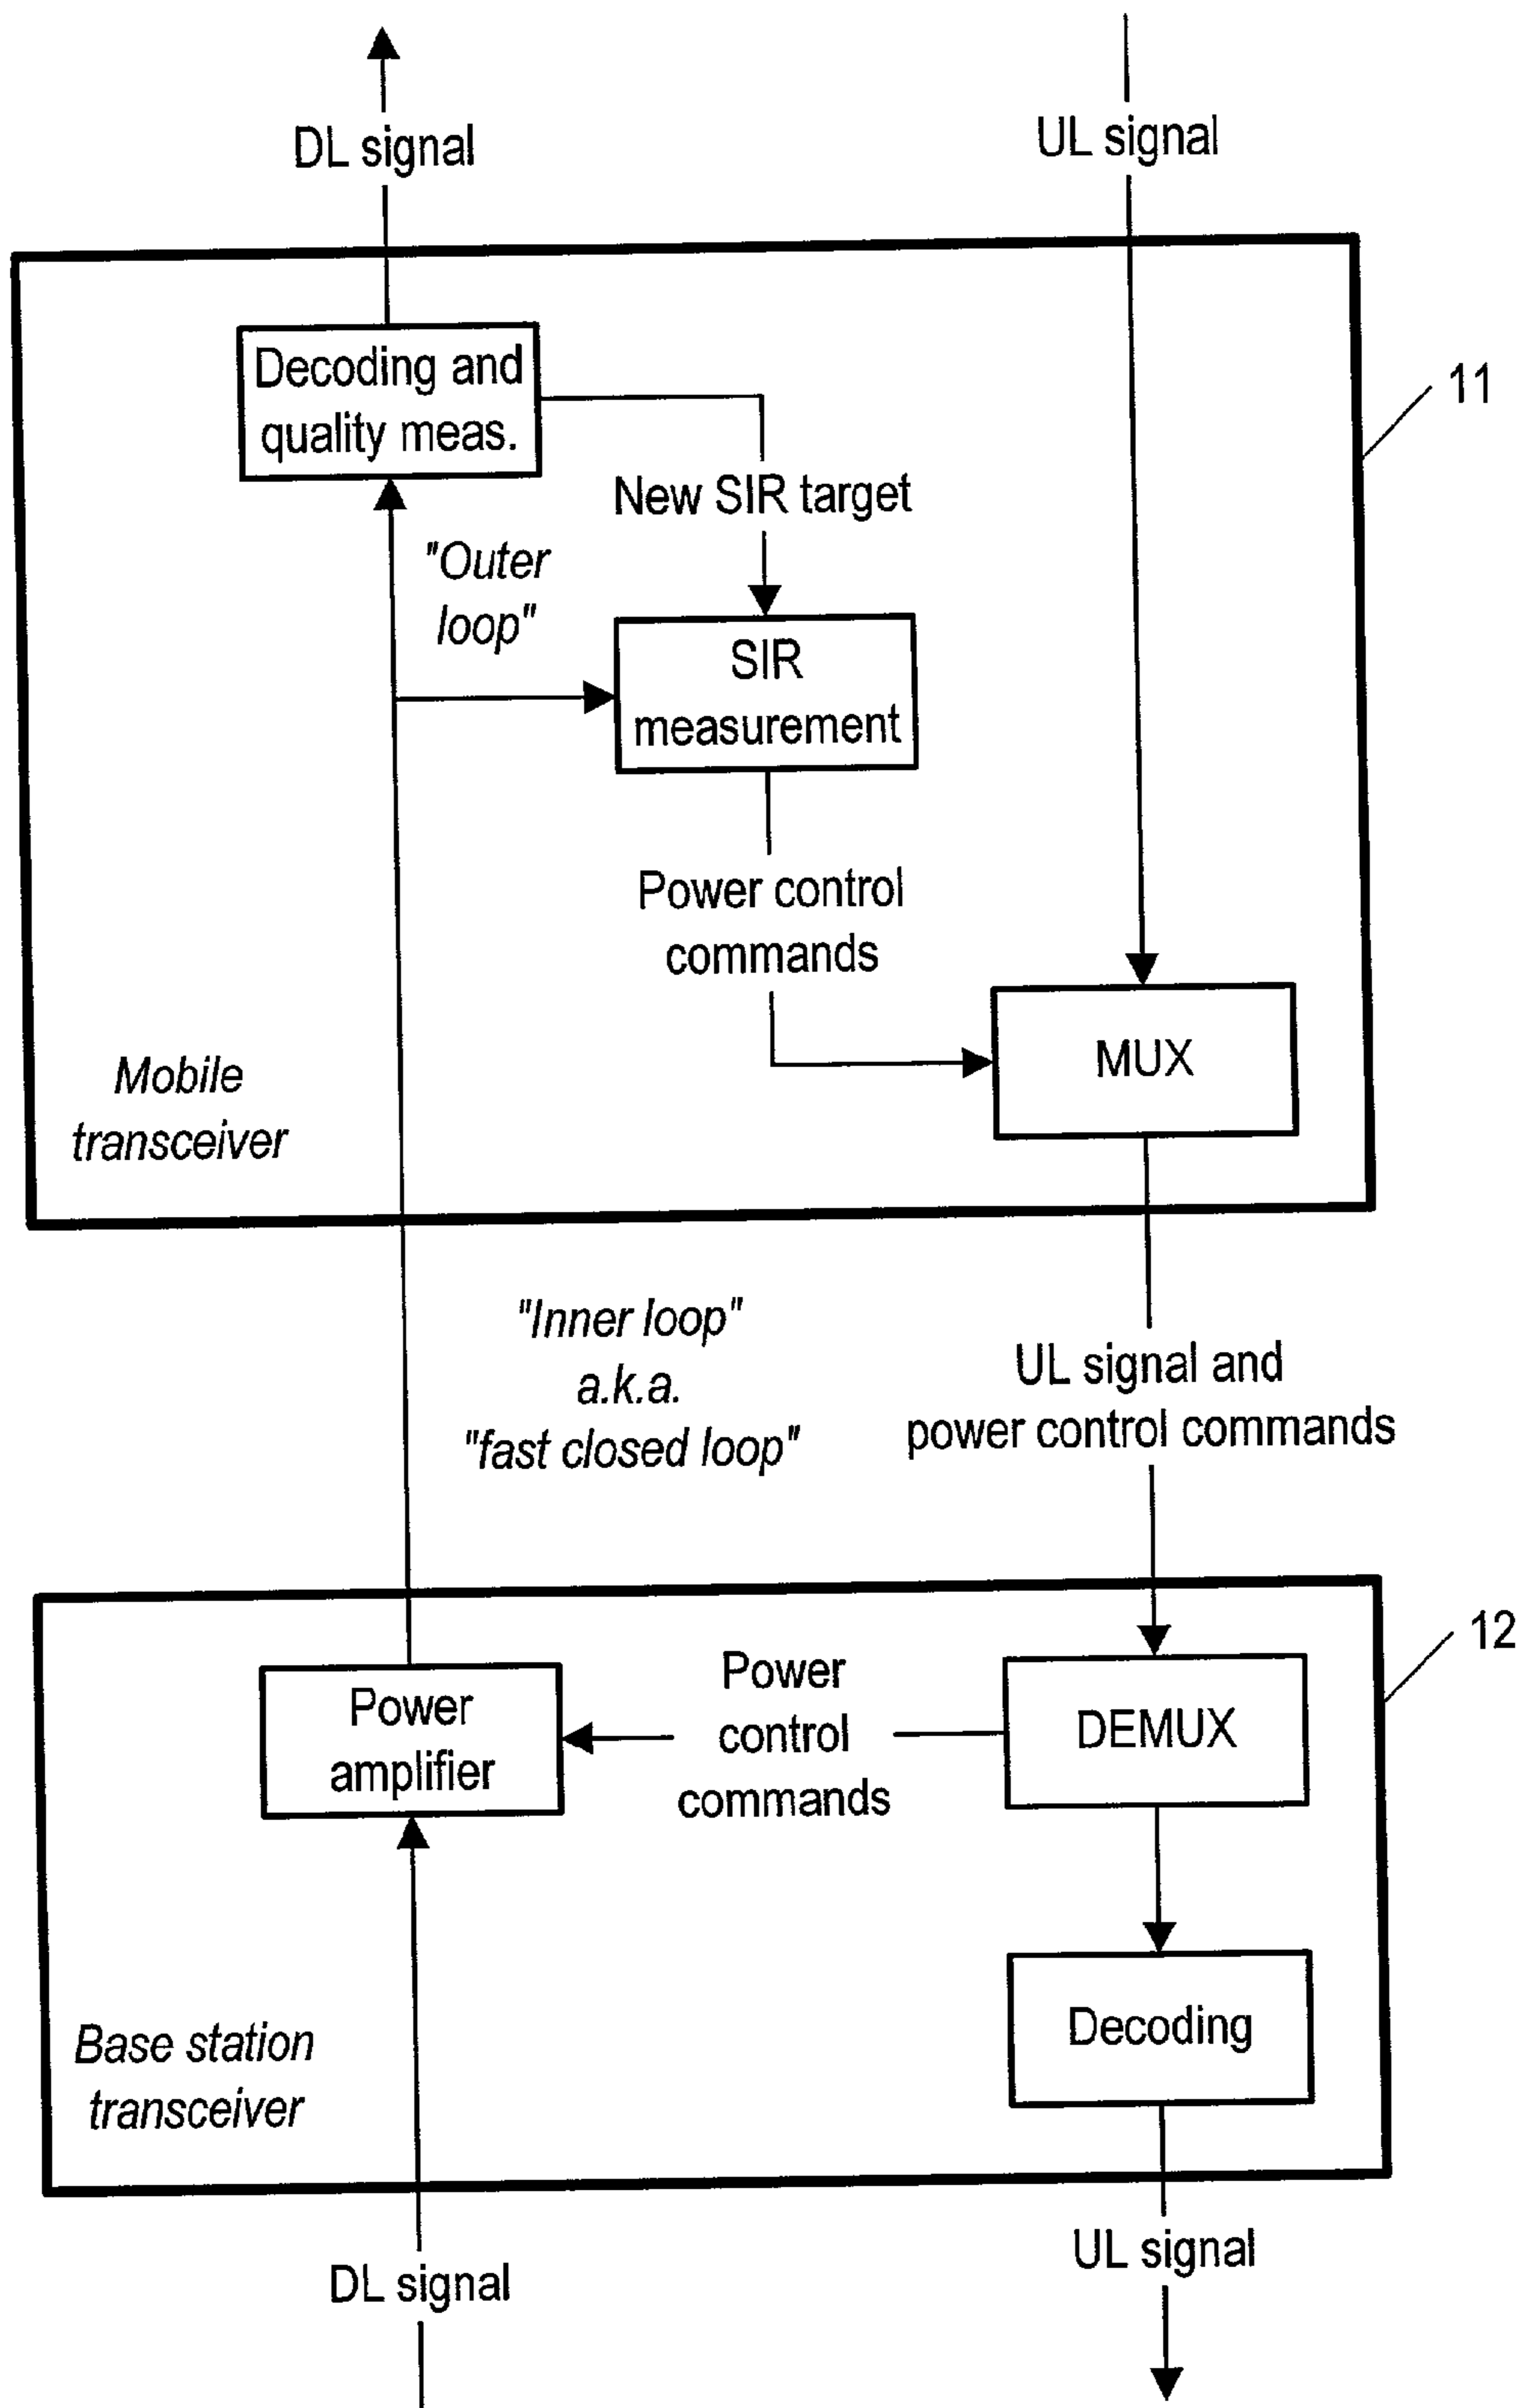 DL signal
UL signal
Decoding and
quality meas.
11
New SIR target
"Outer
loop"
SIR
measurement
Power control
commands
MUX
Mobile
transceiver
"Inner loop"
a.k.a.
"fast closed loop"
UL signal and
power control commands
12
Power
amplifier
Power
control
commands
DEMUX
Decoding
Base station
transceiver
DL signal
UL signal